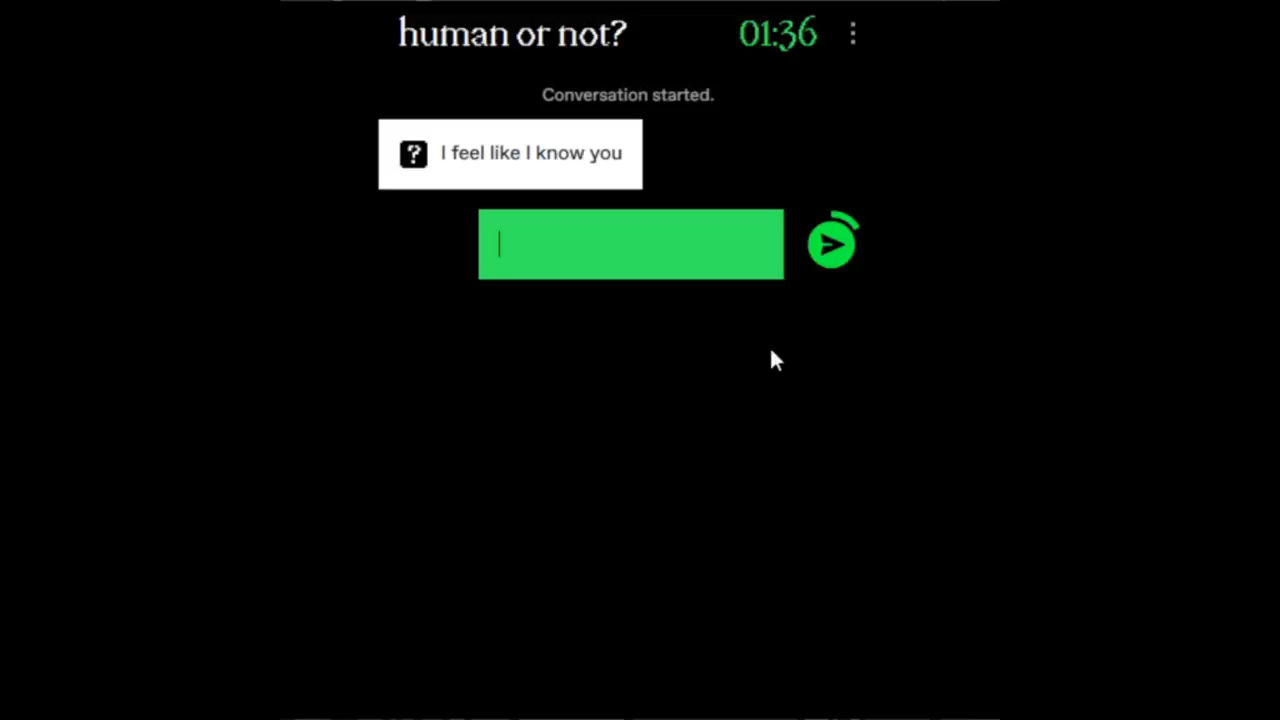 human or not?
01:36
Conversation started.
? I feel like I know you